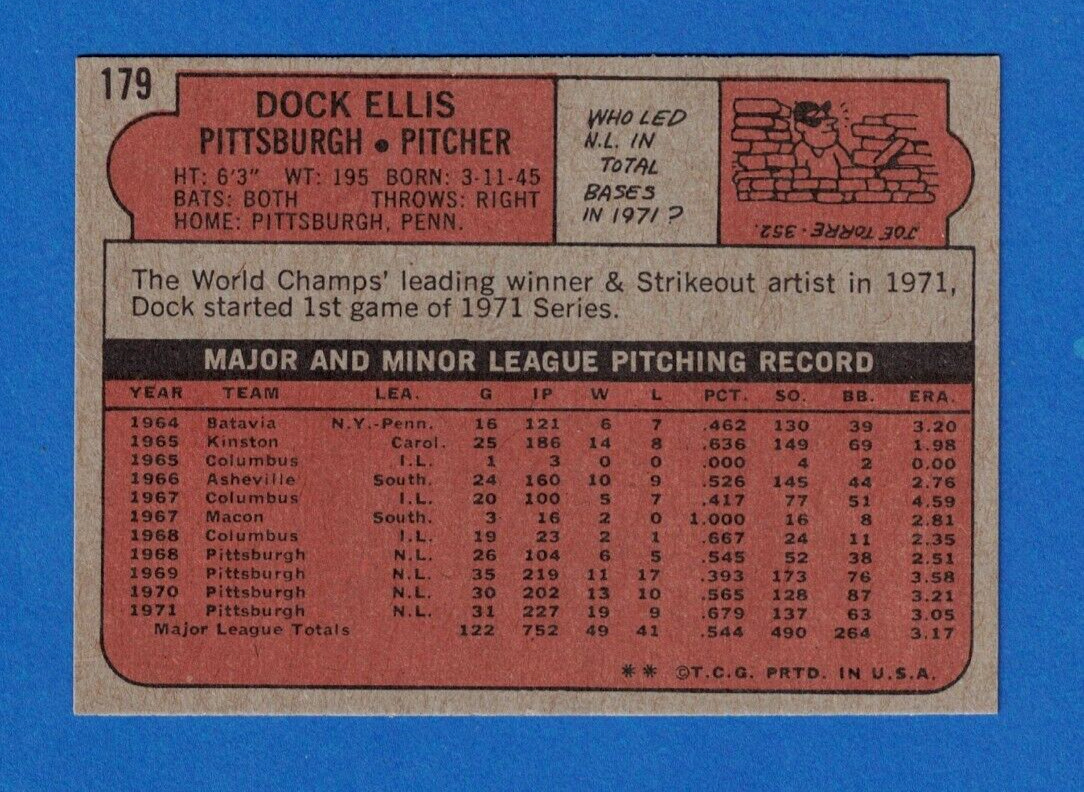 179
DOCK ELLIS
PITTSBURGH • PITCHER
HT: 6'3" WT: 195 BORN: 3-11-45
BATS: BOTH THROWS: RIGHT
HOME: PITTSBURGH, PENN.
WHO LED
N.L. IN
TOTAL
BASES
IN 1971?
JOE TORRE - 352.
The World Champs' leading winner & Strikeout artist in 1971,
Dock started 1st game of 1971 Series.
MAJOR AND MINOR LEAGUE PITCHING RECORD
YEAR TEAM LEA. G IP W L PCT. SO. BB. ERA.
1964 Batavia N.Y.-Penn. 16 121 6 7 .462 130 39 3.20
1965 Kinston Carol. 25 186 14 8 .636 149 69 1.98
1965 Columbus I.L. 1 3 0 0 .000 4 2 0.00
1966 Asheville South. 24 160 10 9 .526 145 44 2.76
1967 Columbus I.L. 20 100 5 7 .417 77 51 4.59
1967 Macon South. 3 16 2 0 1.000 16 8 2.81
1968 Columbus I.L. 19 23 2 1 .667 24 11 2.35
1968 Pittsburgh N.L. 26 104 6 5 .545 52 38 2.51
1969 Pittsburgh N.L. 35 219 11 17 .393 173 76 3.58
1970 Pittsburgh N.L. 30 202 13 10 .565 128 87 3.21
1971 Pittsburgh N.L. 31 227 19 9 .679 137 63 3.05
Major League Totals 122 752 49 41 .544 490 264 3.17
** ©T.C.G. PRTD. IN U.S.A.